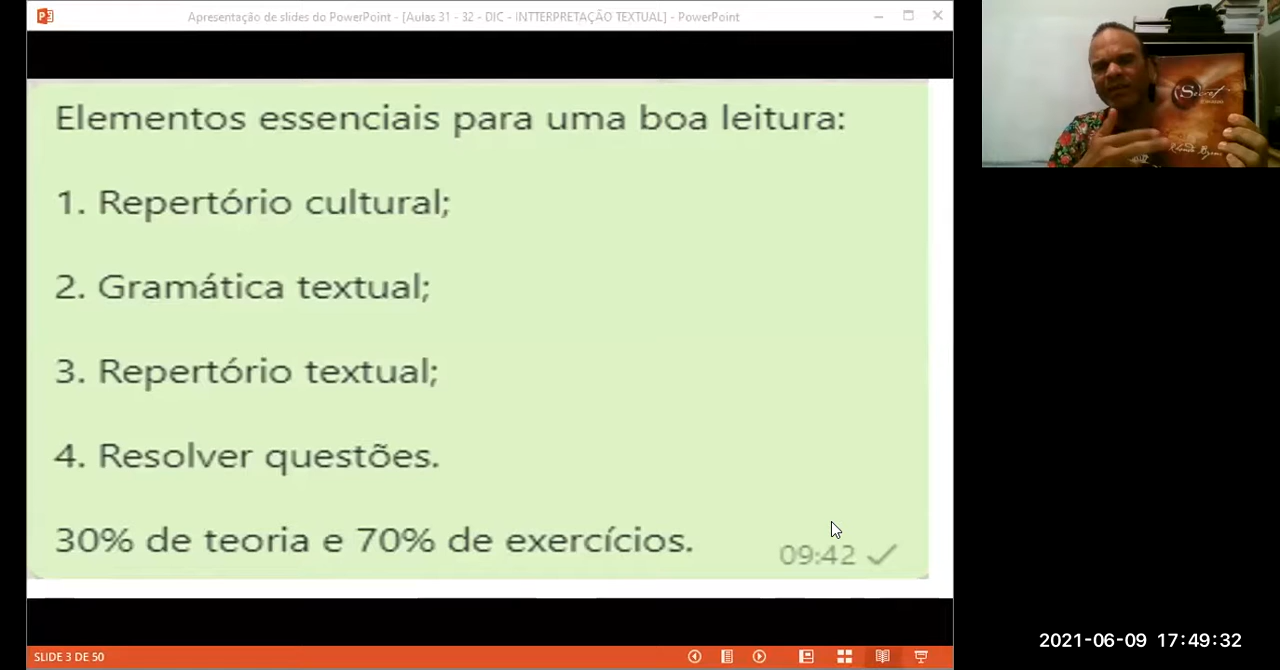 Apresentação de slides do PowerPoint - [Aulas 31 - 32 - DIC - INTTERPRETAÇÃO TEXTUAL] - PowerPoint
Elementos essenciais para uma boa leitura:
1. Repertório cultural;
2. Gramática textual;
3. Repertório textual;
4. Resolver questões.
30% de teoria e 70% de exercícios.
09:42
SLIDE 3 DE 50
Secret
2021-06-09 17:49:32